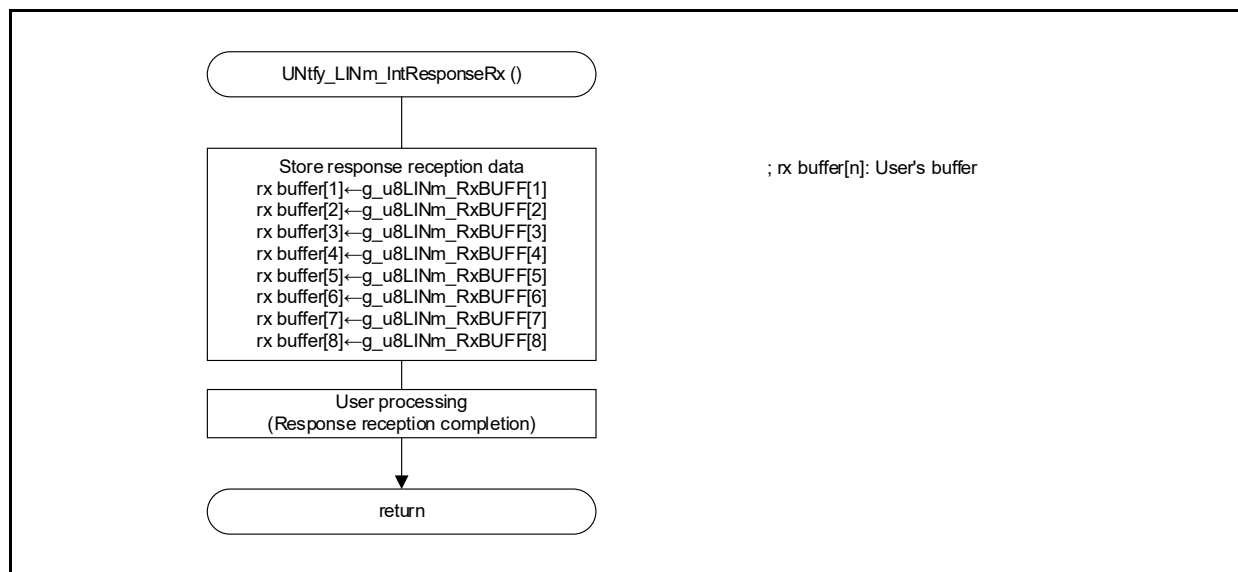 UNtfy_LINm_IntResponseRx ()
Store response reception data
rx buffer[1]←g_u8LINm_RxBUFF[1]
rx buffer[2]←g_u8LINm_RxBUFF[2]
rx buffer[3]←g_u8LINm_RxBUFF[3]
rx buffer[4]←g_u8LINm_RxBUFF[4]
rx buffer[5]←g_u8LINm_RxBUFF[5]
rx buffer[6]←g_u8LINm_RxBUFF[6]
rx buffer[7]←g_u8LINm_RxBUFF[7]
rx buffer[8]←g_u8LINm_RxBUFF[8]
; rx buffer[n]: User's buffer
User processing
(Response reception completion)
return